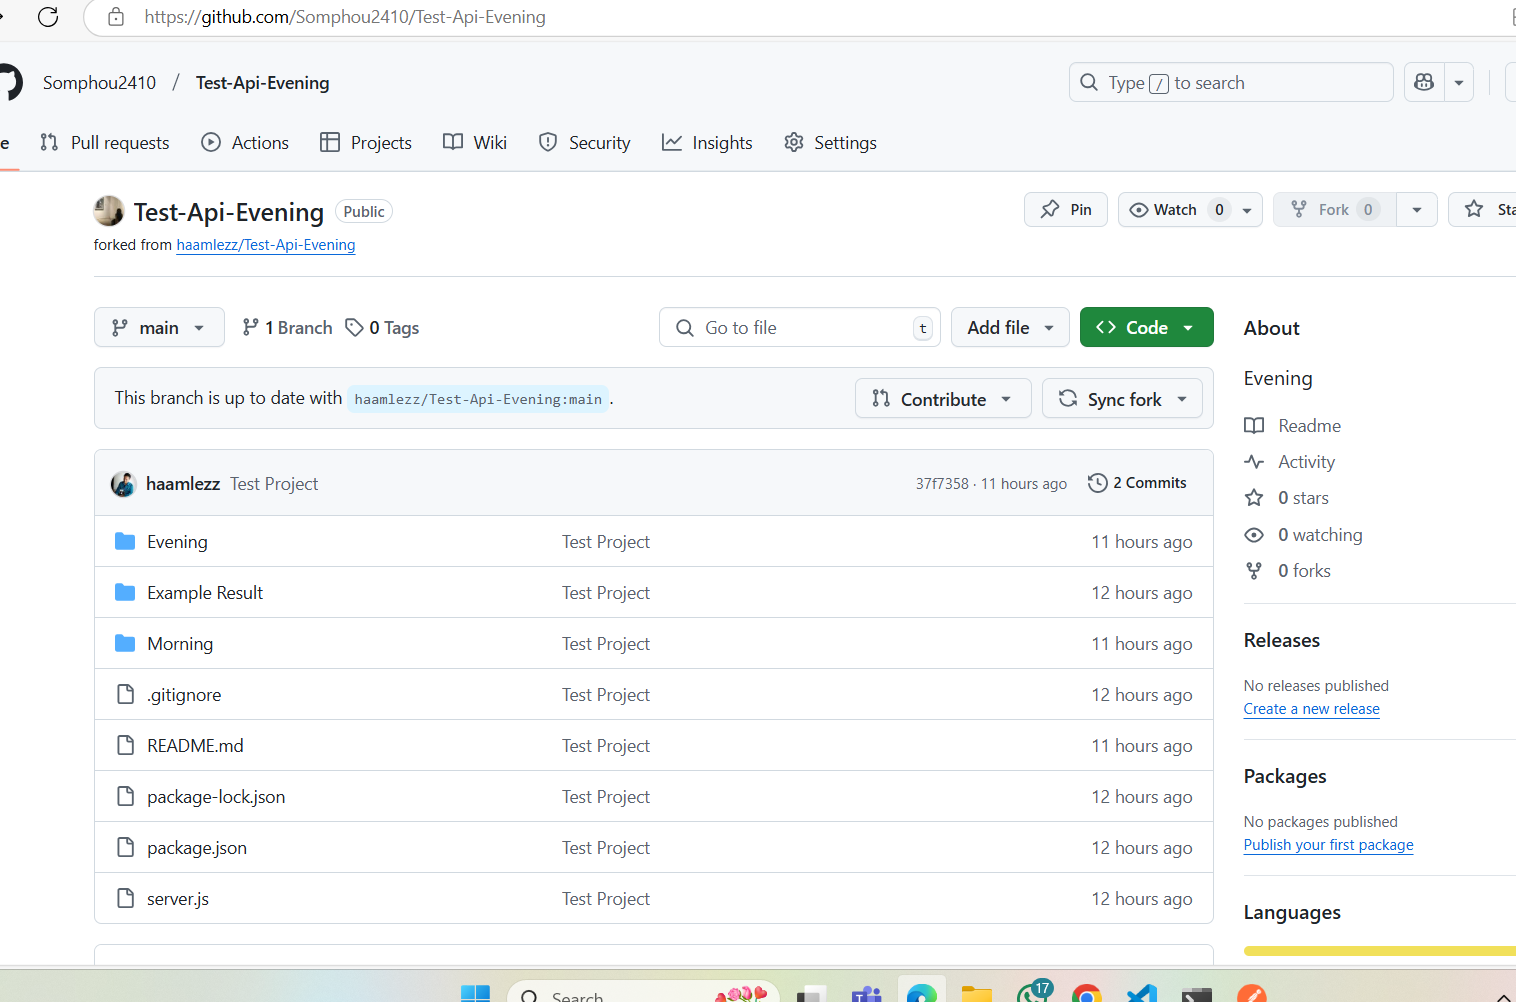 https://github.com/Somphou2410/Test-Api-Evening
Somphou2410 / Test-Api-Evening
Type / to search
e Pull requests Actions Projects Wiki Security Insights Settings
Test-Api-Evening Public
Pin Watch 0 Fork 0 Sta
forked from haamlezz/Test-Api-Evening
main 1 Branch 0 Tags Go to file t Add file <> Code
This branch is up to date with haamlezz/Test-Api-Evening:main .
Contribute Sync fork
haamlezz Test Project 37f7358 · 11 hours ago 2 Commits
Evening Test Project 11 hours ago
Example Result Test Project 12 hours ago
Morning Test Project 11 hours ago
.gitignore Test Project 12 hours ago
README.md Test Project 11 hours ago
package-lock.json Test Project 12 hours ago
package.json Test Project 12 hours ago
server.js Test Project 12 hours ago
About
Evening
Readme
Activity
0 stars
0 watching
0 forks
Releases
No releases published
Create a new release
Packages
No packages published
Publish your first package
Languages
Search
17